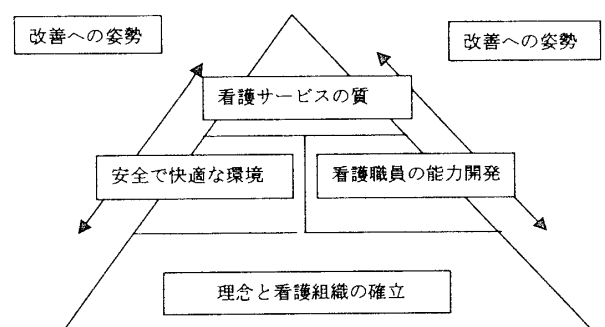 改善への姿勢
改善への姿勢
看護サービスの質
安全で快適な環境
看護職員の能力開発
理念と看護組織の確立